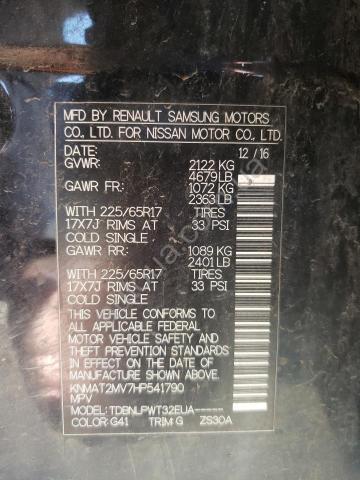 MFD BY RENAULT SAMSUNG MOTORS
CO. LTD. FOR NISSAN MOTOR CO., LTD.
DATE: 12 / 16
GVWR: 2122 KG
4679 LB
GAWR FR: 1072 KG
2363 LB
WITH 225/65R17 TIRES
17X7J RIMS AT 33 PSI
COLD SINGLE
GAWR RR: 1089 KG
2401 LB
WITH 225/65R17 TIRES
17X7J RIMS AT 33 PSI
COLD SINGLE
THIS VEHICLE CONFORMS TO
ALL APPLICABLE FEDERAL
MOTOR VEHICLE SAFETY AND
THEFT PREVENTION STANDARDS
IN EFFECT ON THE DATE OF
MANUFACTURE SHOWN ABOVE.
KNMAT2MV7HP541790
MPV
MODEL: TDBNLPWT32EUA-----
COLOR: G41 TRIM: G ZS30A